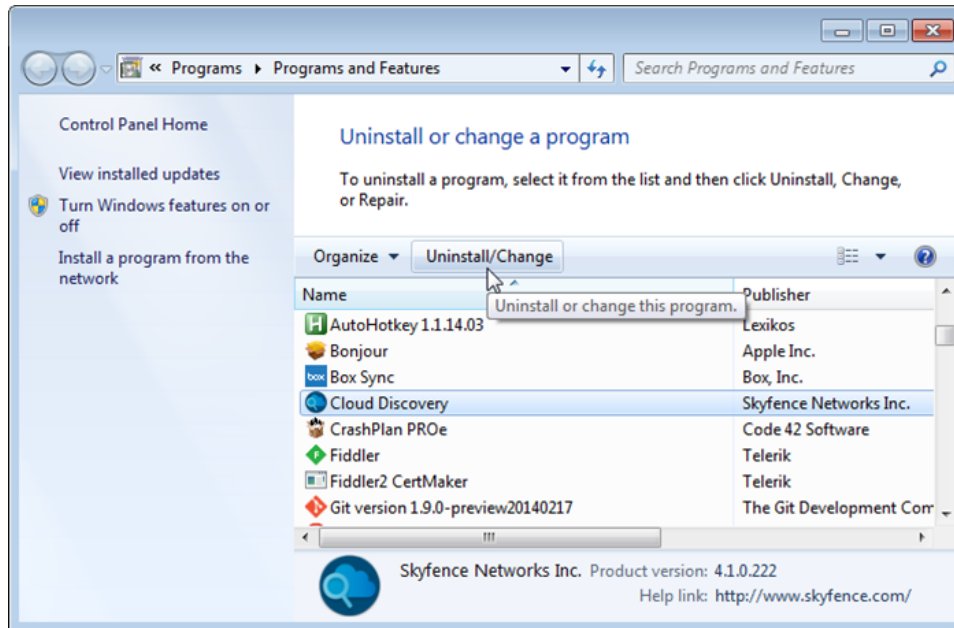 « Programs ▸ Programs and Features
Search Programs and Features
Control Panel Home
View installed updates
Turn Windows features on or
off
Install a program from the
network
Uninstall or change a program
To uninstall a program, select it from the list and then click Uninstall, Change,
or Repair.
Organize
Uninstall/Change
Name
Uninstall or change this program.
Publisher
AutoHotkey 1.1.14.03 Lexikos
Bonjour Apple Inc.
box Box Sync Box, Inc.
Cloud Discovery Skyfence Networks Inc.
CrashPlan PROe Code 42 Software
Fiddler Telerik
Fiddler2 CertMaker Telerik
Git version 1.9.0-preview20140217 The Git Development Com
Skyfence Networks Inc. Product version: 4.1.0.222
Help link: http://www.skyfence.com/